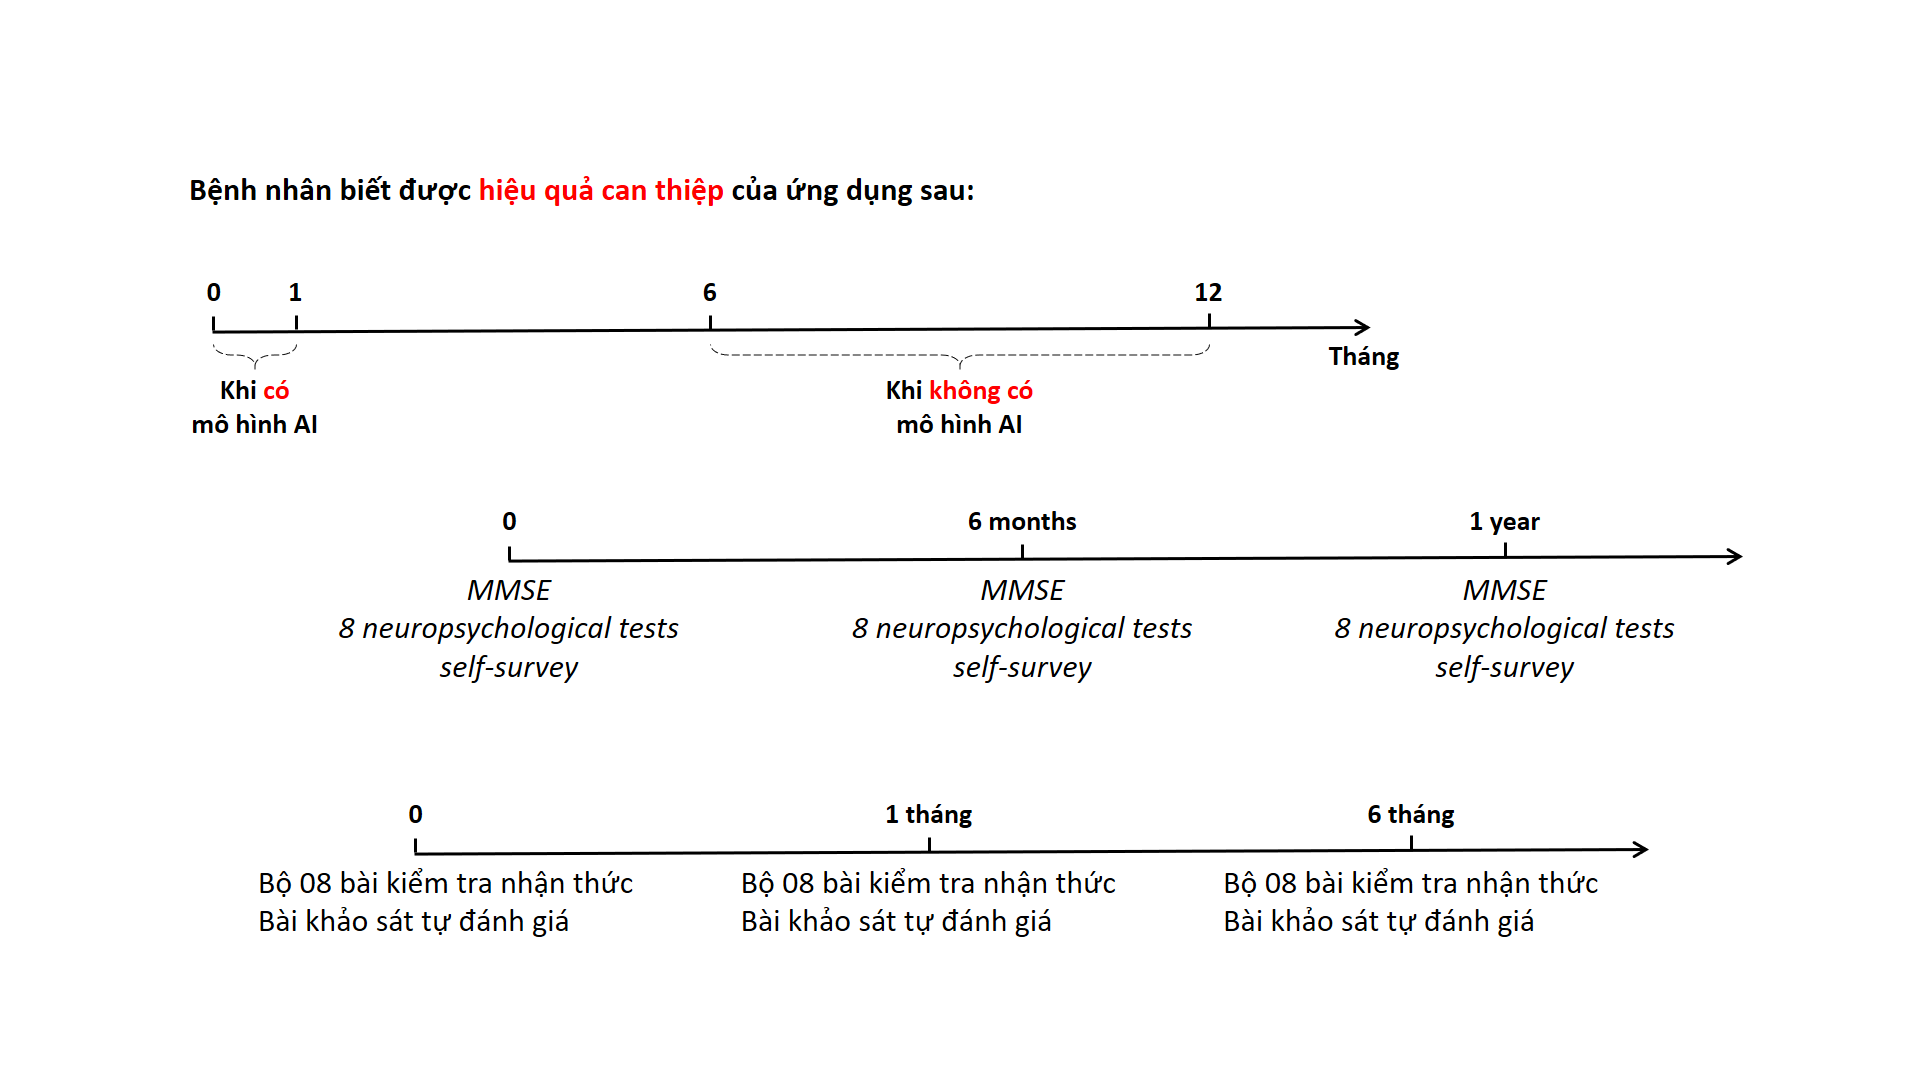 Bệnh nhân biết được hiệu quả can thiệp của ứng dụng sau:
0 1 6 12
Tháng
Khi có
mô hình AI
Khi không có
mô hình AI
0 6 months 1 year
MMSE
8 neuropsychological tests
self-survey
MMSE
8 neuropsychological tests
self-survey
MMSE
8 neuropsychological tests
self-survey
0 1 tháng 6 tháng
Bộ 08 bài kiểm tra nhận thức
Bài khảo sát tự đánh giá
Bộ 08 bài kiểm tra nhận thức
Bài khảo sát tự đánh giá
Bộ 08 bài kiểm tra nhận thức
Bài khảo sát tự đánh giá